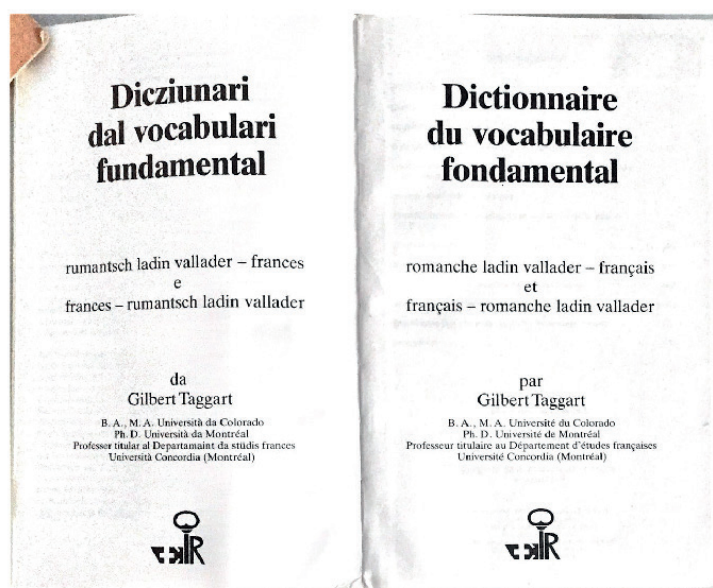 Dicziunari
dal vocabulari
fundamental
rumantsch ladin vallader – frances
e
frances – rumantsch ladin vallader
da
Gilbert Taggart
B. A., M. A. Università da Colorado
Ph. D. Università da Montréal
Professer titular al Departamaint da stüdis frances
Università Concordia (Montréal)
Dictionnaire
du vocabulaire
fondamental
romanche ladin vallader – français
et
français – romanche ladin vallader
par
Gilbert Taggart
B. A., M. A. Université du Colorado
Ph. D. Université de Montréal
Professeur titulaire au Département d'études françaises
Université Concordia (Montréal)